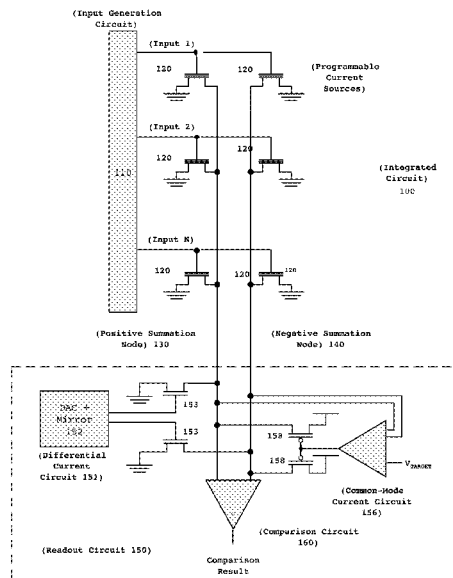 (Input Generation
Circuit)
(Input 1)
120
120
(Programmable
Current
Sources)
(Input 2)
120
120
110
(Integrated
Circuit)
100
(Input N)
120
120
120
(Positive Summation
Node) 130
(Negative Summation
Node) 140
DAC +
Mirror
152
153
153
158
158
VTARGET
(Differential
Current
Circuit 152)
(Common-Mode
Current Circuit
156)
(Comparison Circuit
160)
(Readout Circuit 150)
Comparison
Result